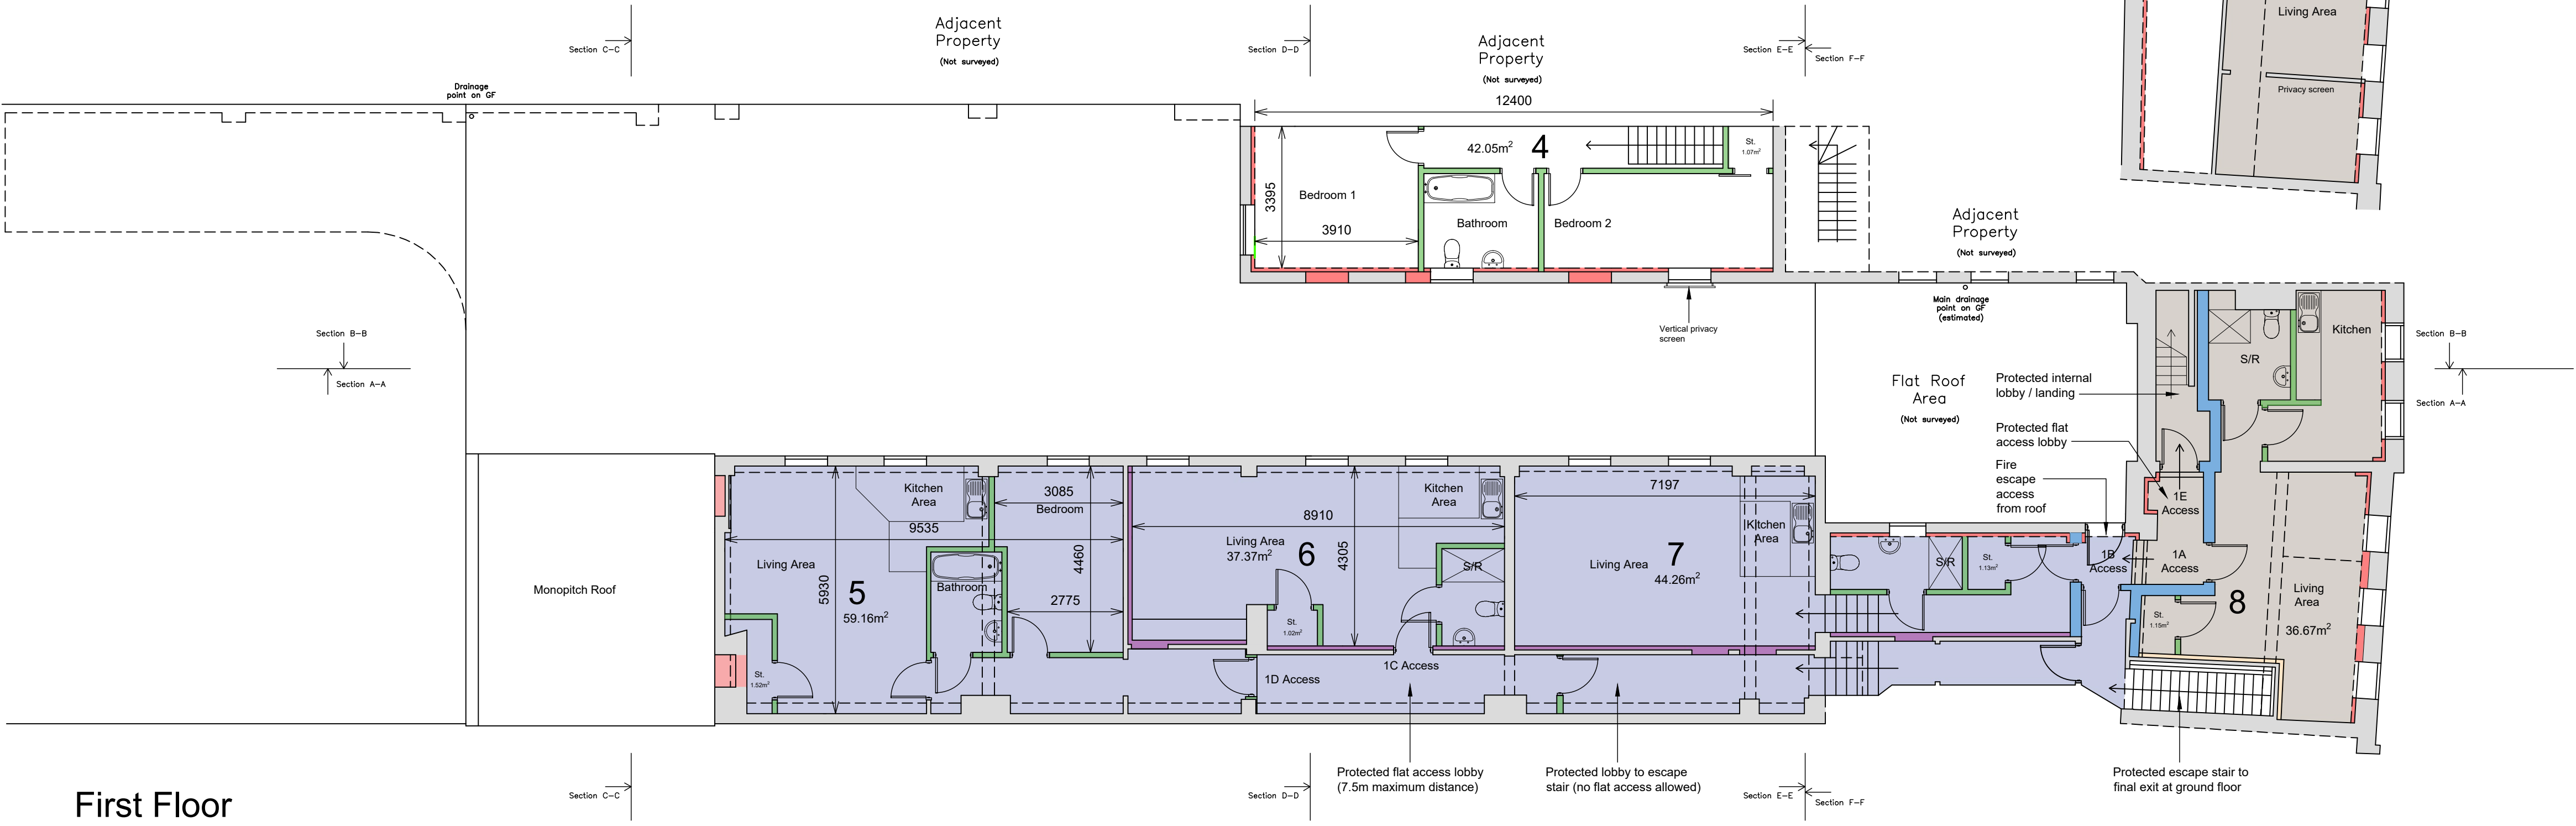 Living Area
Privacy screen
Adjacent
Property
(Not surveyed)
Section C-C
Section D-D
Adjacent
Property
(Not surveyed)
Section E-E
Section F-F
Drainage
point on GF
12400
42.05m²
4
St.
1.07m²
3395
Bedroom 1
3910
Bathroom
Bedroom 2
Vertical privacy
screen
Adjacent
Property
(Not surveyed)
Main drainage
point on GF
(estimated)
Section B-B
Section A-A
Flat Roof
Area
(Not surveyed)
Protected internal
lobby / landing
Protected flat
access lobby
Fire
escape
access
from roof
S/R
Kitchen
Section B-B
Section A-A
Monopitch Roof
Kitchen
Area
9535
Living Area
5930
5
59.16m²
St.
1.52m²
Bathroom
3085
Bedroom
4460
2775
8910
Living Area
37.37m²
6
4305
Kitchen
Area
S/R
St.
1.02m²
1C Access
1D Access
7197
Kitchen
Area
Living Area
7
44.26m²
S/R
St.
1.13m²
1B
Access
1E
Access
1A
Access
St.
1.15m²
8
Living
Area
36.67m²
Protected flat access lobby
(7.5m maximum distance)
Protected lobby to escape
stair (no flat access allowed)
Protected escape stair to
final exit at ground floor
Section C-C
Section D-D
Section E-E
Section F-F
First Floor